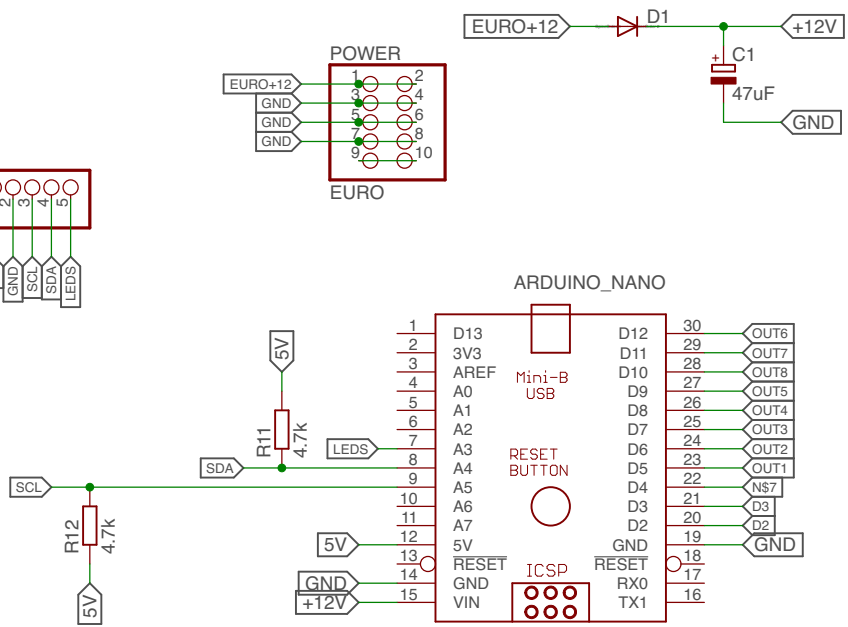 EURO+12
D1
+12V
+
C1
47uF
GND
POWER
EURO+12
1
2
GND
3
4
GND
5
6
GND
7
8
9
10
EURO
2
3
4
5
GND
SCL
SDA
LEDS
ARDUINO_NANO
1
D13
D12
30
OUT6
2
3V3
D11
29
OUT7
3
AREF
D10
28
OUT8
4
A0
D9
27
OUT5
5
A1
D8
26
OUT4
6
A2
D7
25
OUT3
LEDS
7
A3
D6
24
OUT2
SDA
8
A4
D5
23
OUT1
SCL
9
A5
D4
22
N$7
10
A6
D3
21
D3
11
A7
D2
20
D2
5V
12
5V
GND
19
GND
13
RESET
RESET
18
GND
14
GND
RX0
17
+12V
15
VIN
TX1
16
Mini-B
USB
RESET
BUTTON
ICSP
5V
R11
4.7k
R12
4.7k
5V